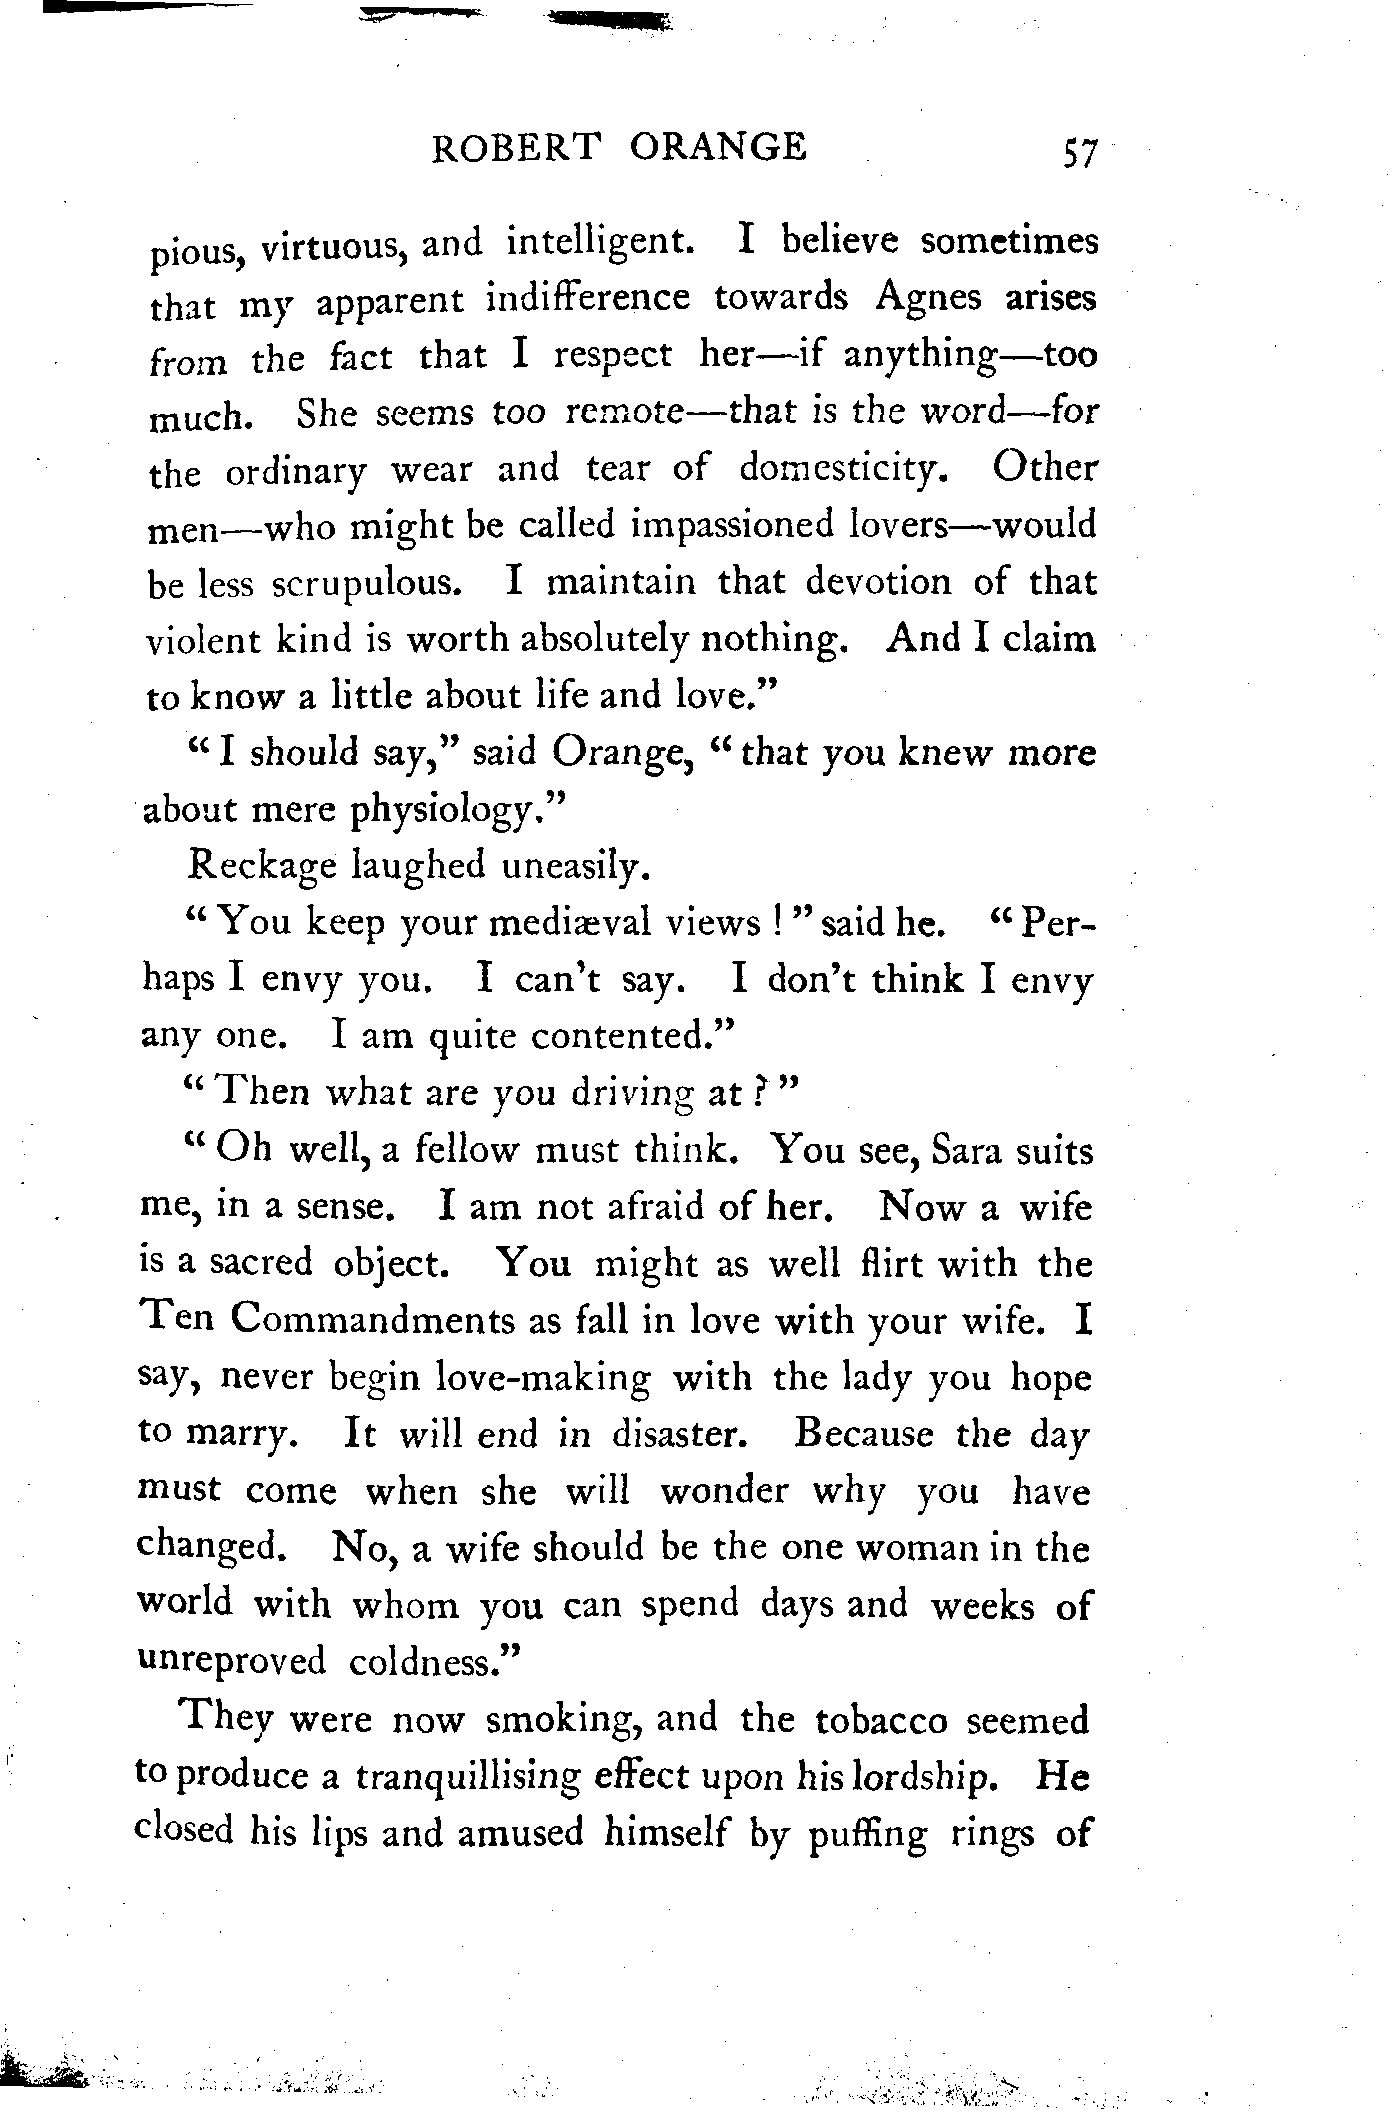 ROBERT ORANGE 57
pious, virtuous, and intelligent. I believe sometimes
that my apparent indifference towards Agnes arises
from the fact that I respect her—if anything—too
much. She seems too remote—that is the word—for
the ordinary wear and tear of domesticity. Other
men—who might be called impassioned lovers—would
be less scrupulous. I maintain that devotion of that
violent kind is worth absolutely nothing. And I claim
to know a little about life and love.”
“ I should say,” said Orange, “ that you knew more
about mere physiology.”
Reckage laughed uneasily.
“ You keep your mediæval views ! ” said he. “ Per-
haps I envy you. I can’t say. I don’t think I envy
any one. I am quite contented.”
“ Then what are you driving at ? ”
“ Oh well, a fellow must think. You see, Sara suits
me, in a sense. I am not afraid of her. Now a wife
is a sacred object. You might as well flirt with the
Ten Commandments as fall in love with your wife. I
say, never begin love-making with the lady you hope
to marry. It will end in disaster. Because the day
must come when she will wonder why you have
changed. No, a wife should be the one woman in the
world with whom you can spend days and weeks of
unreproved coldness.”
They were now smoking, and the tobacco seemed
to produce a tranquillising effect upon his lordship. He
closed his lips and amused himself by puffing rings of